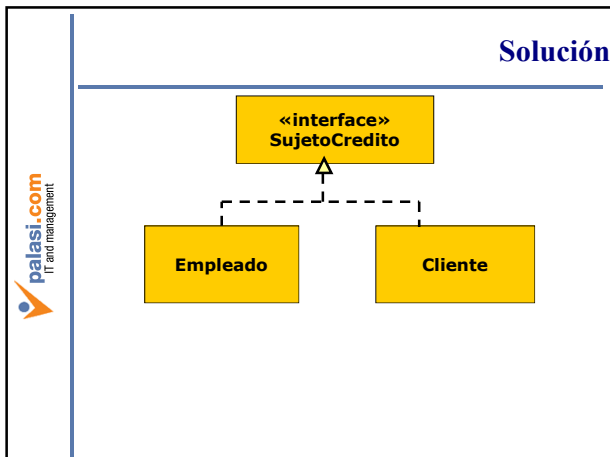 Solución
«interface»
SujetoCredito
Empleado
Cliente
palasi.com
IT and management